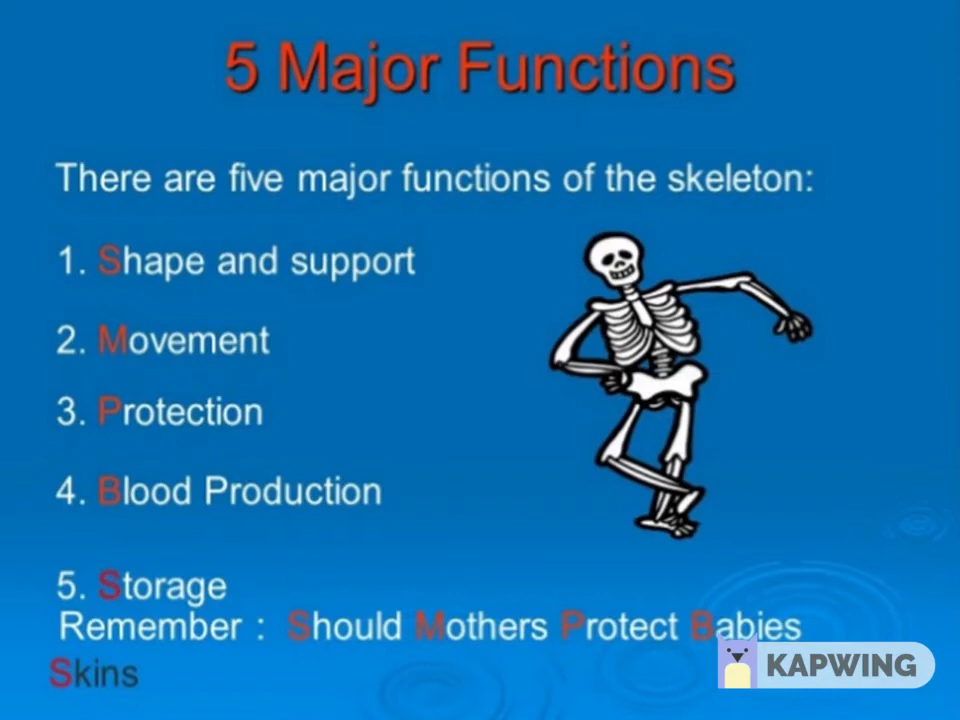 5 Major Functions
There are five major functions of the skeleton:
1. Shape and support
2. Movement
3. Protection
4. Blood Production
5. Storage
Remember : Should Mothers Protect Babies
Skins
KAPWING